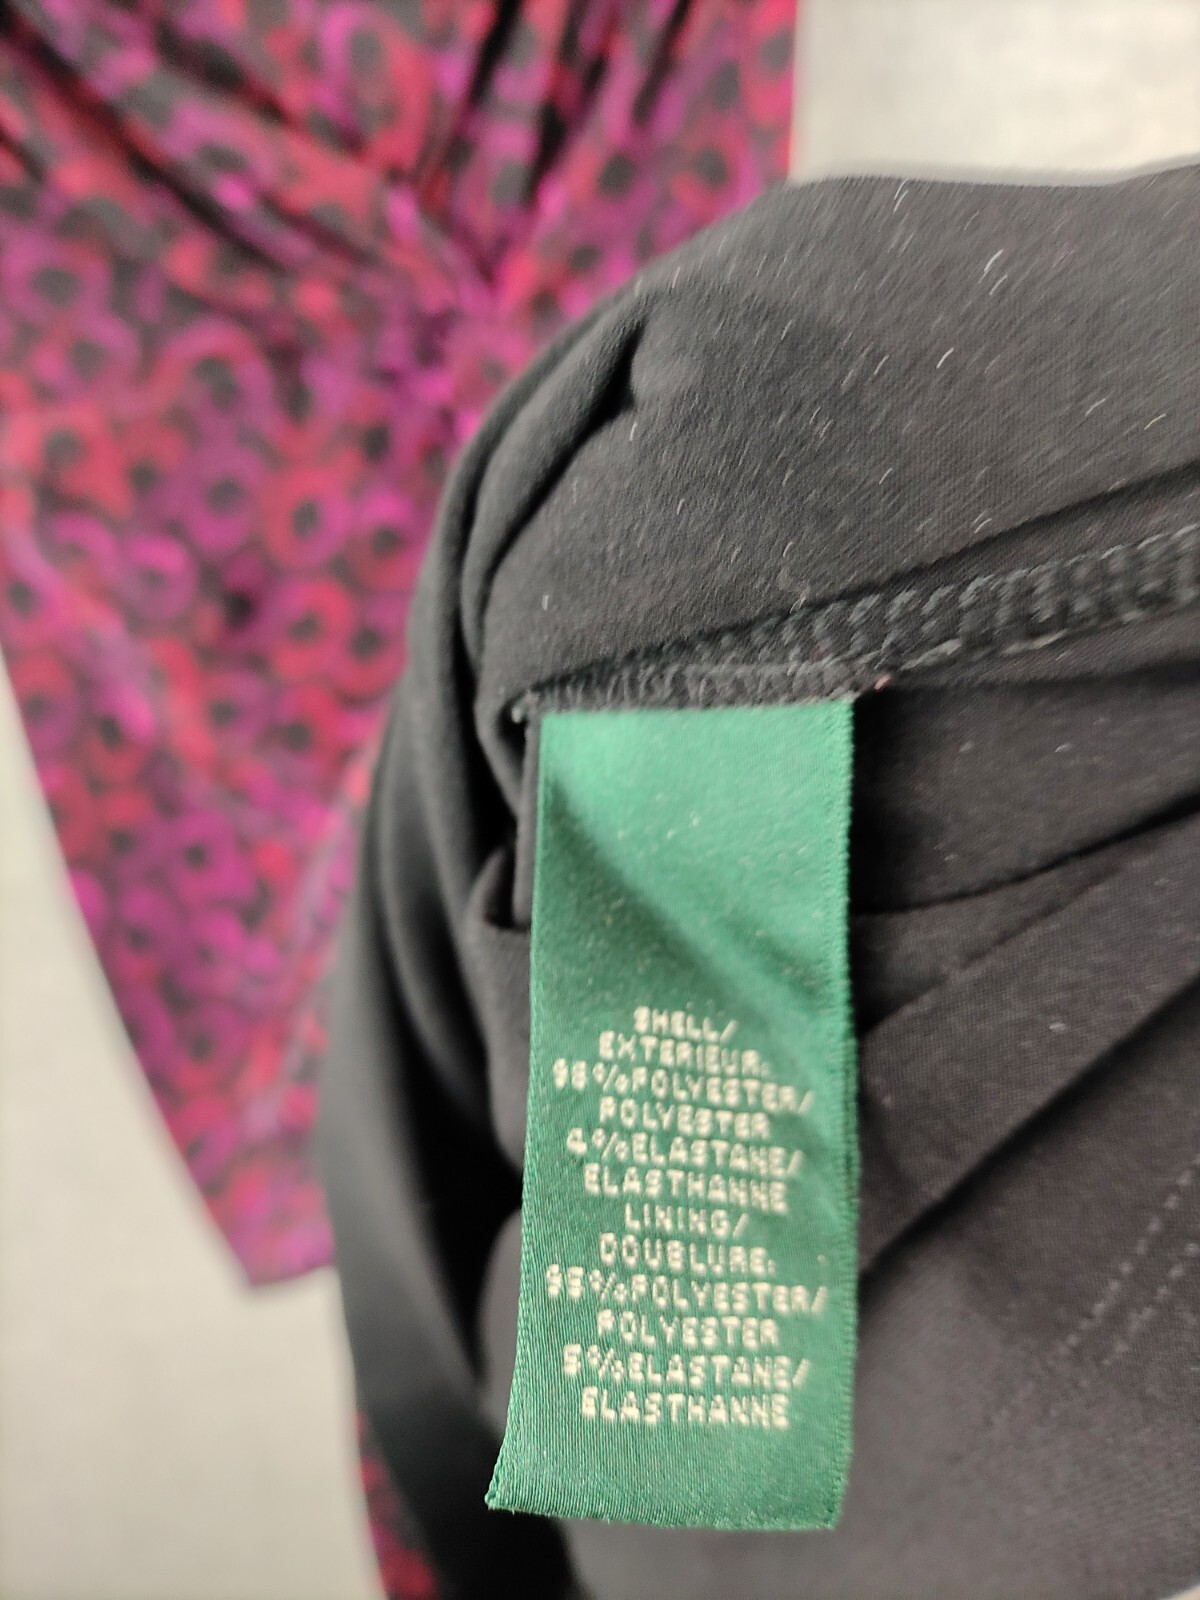 SHELL/
EXTERIEUR:
96%POLYESTER/
POLYESTER
4%ELASTANE/
ELASTHANNE
LINING/
DOUBLURE:
95%POLYESTER/
POLYESTER
5%ELASTANE/
ELASTHANNE